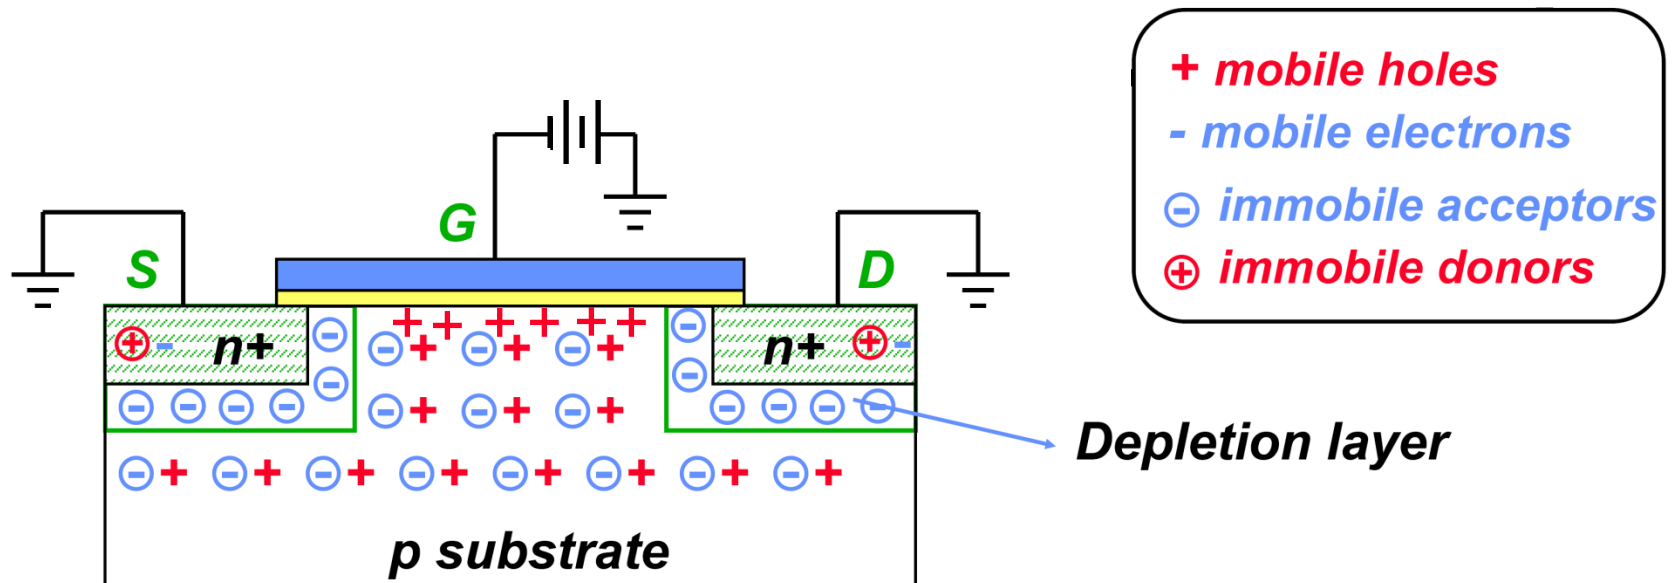 + mobile holes
- mobile electrons
⊖ immobile acceptors
⊕ immobile donors
G
S
D
n+
n+
Depletion layer
p substrate